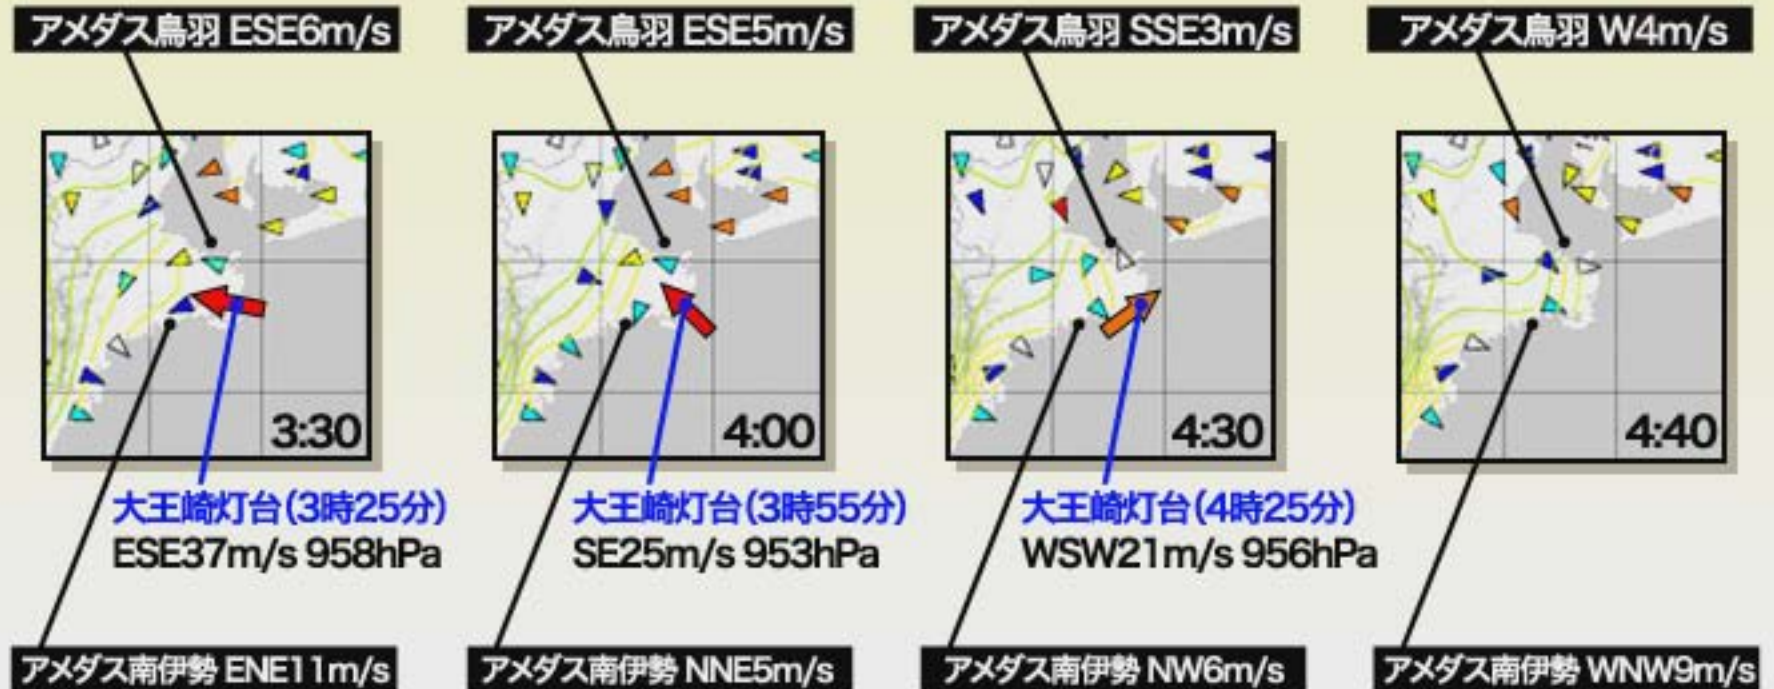 アメダス鳥羽 ESE6m/s
アメダス鳥羽 ESE5m/s
アメダス鳥羽 SSE3m/s
アメダス鳥羽 W4m/s
3:30
4:00
4:30
4:40
大王崎灯台(3時25分)
ESE37m/s 958hPa
大王崎灯台(3時55分)
SE25m/s 953hPa
大王崎灯台(4時25分)
WSW21m/s 956hPa
アメダス南伊勢 ENE11m/s
アメダス南伊勢 NNE5m/s
アメダス南伊勢 NW6m/s
アメダス南伊勢 WNW9m/s